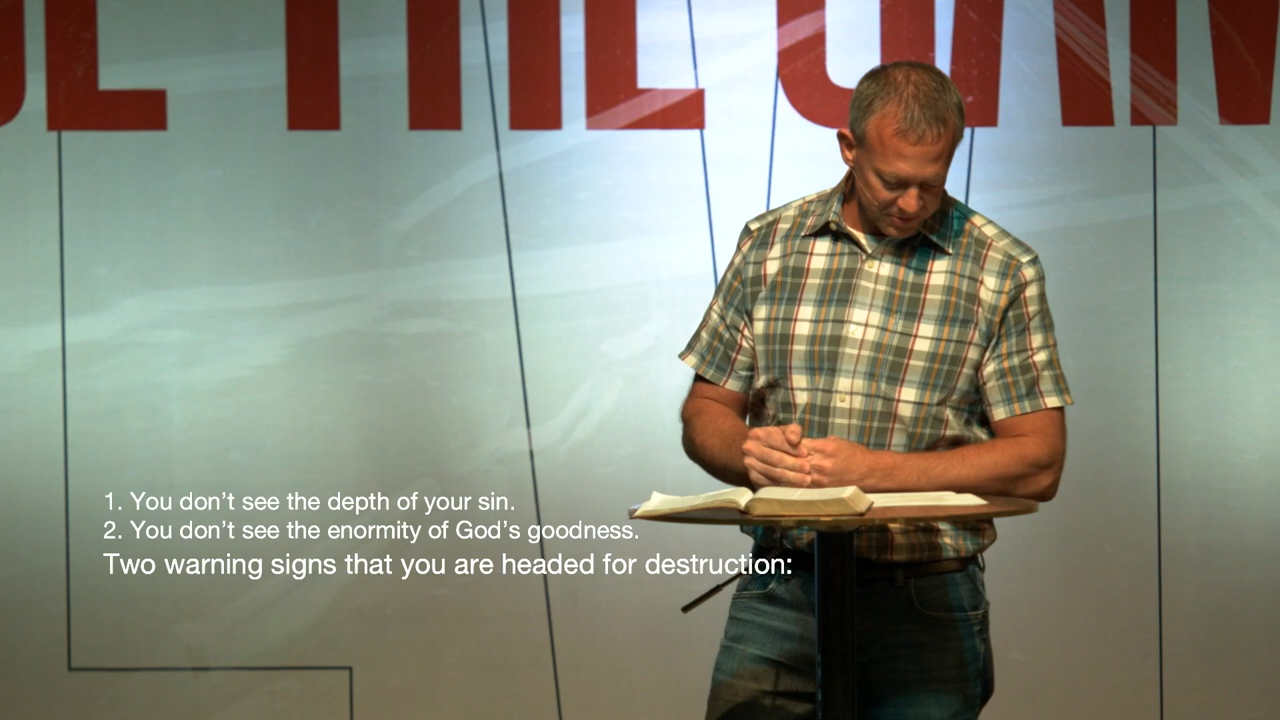 THE
1. You don’t see the depth of your sin.
2. You don’t see the enormity of God’s goodness.
Two warning signs that you are headed for destruction: